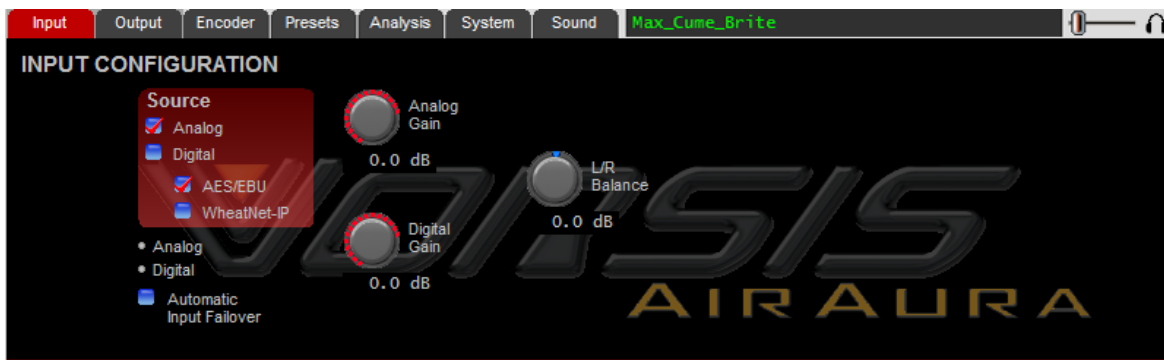 Input Output Encoder Presets Analysis System Sound Max_Cume_Brite
INPUT CONFIGURATION
Source
Analog
Digital
AES/EBU
WheatNet-IP
Analog
Digital
Automatic
Input Failover
Analog
Gain
0.0 dB
Digital
Gain
0.0 dB
L/R
Balance
0.0 dB
VORSIS
AIRAURA